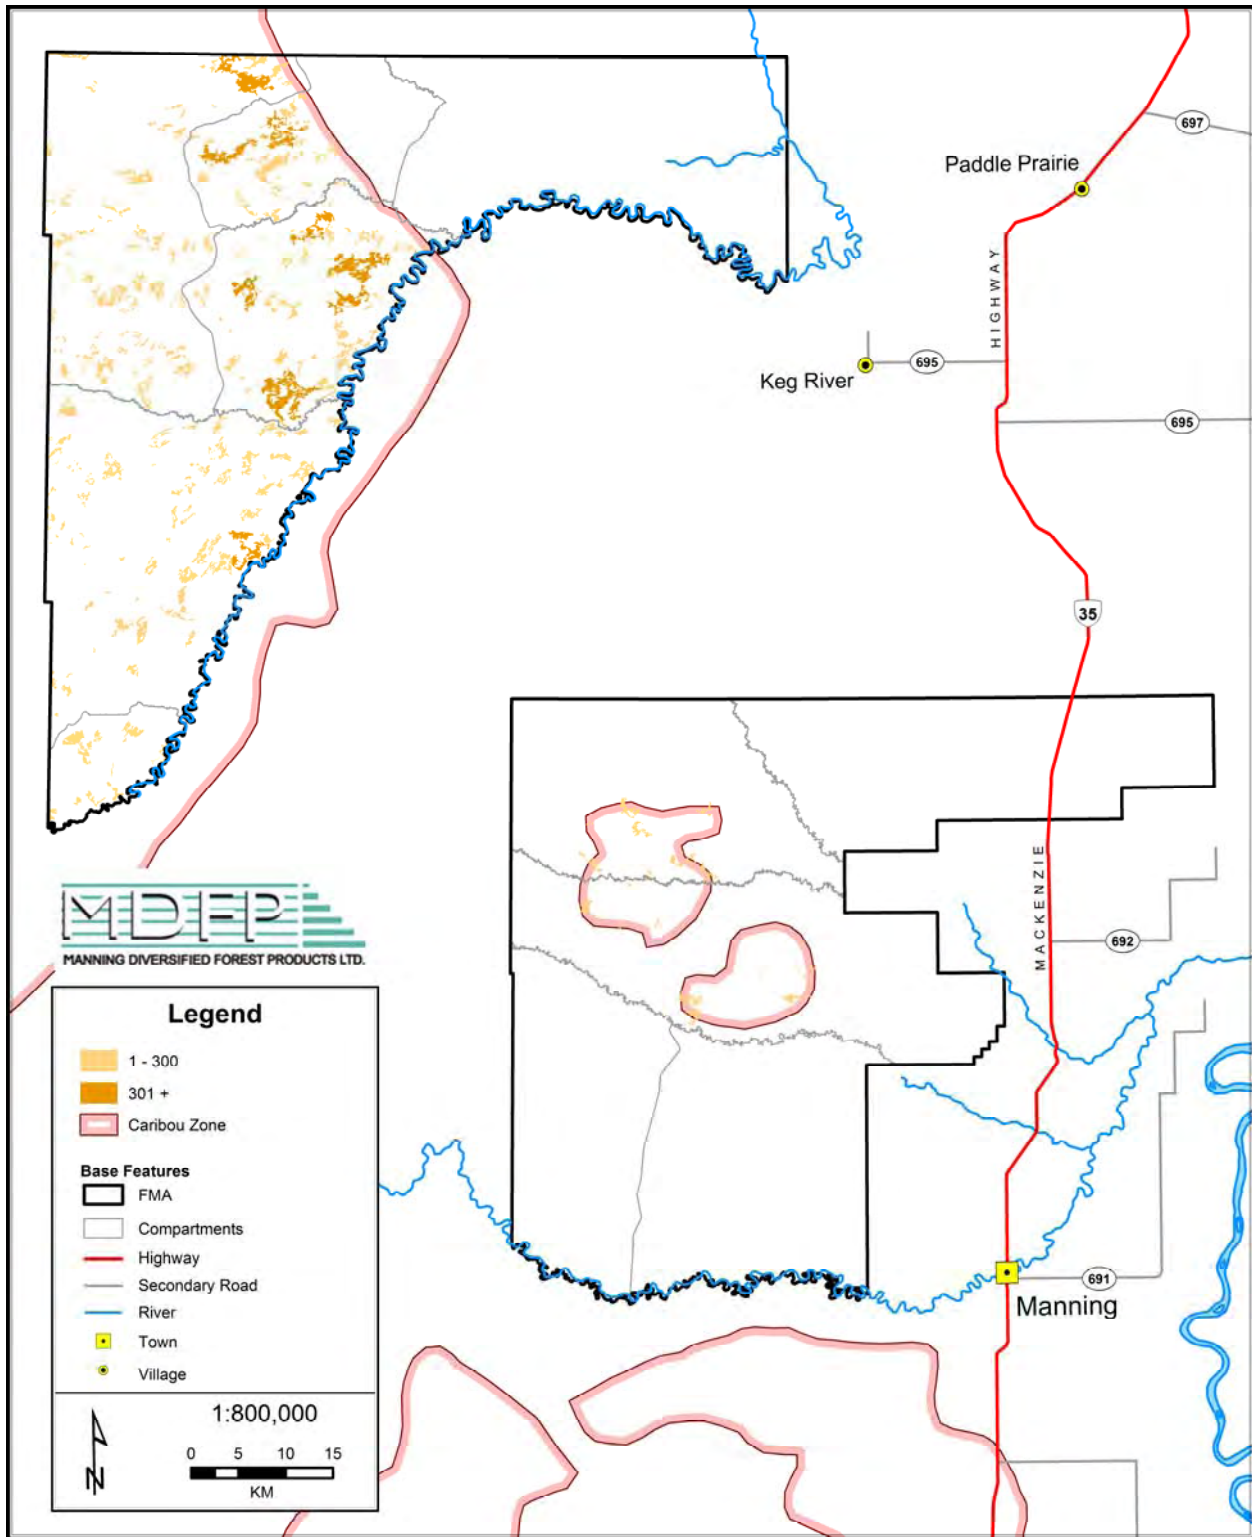 697
Paddle Prairie
HIGHWAY
Keg River
695
695
35
MACKENZIE
692
MDFP
MANNING DIVERSIFIED FOREST PRODUCTS LTD.
Legend
1 - 300
301 +
Caribou Zone
Base Features
FMA
Compartments
Highway
Secondary Road
River
Town
Village
1:800,000
0 5 10 15
KM
N
691
Manning